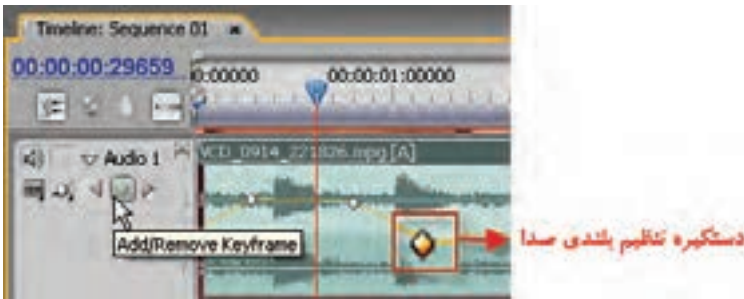 Timeline: Sequence 01
00:00:00:29659
0:00000 00:00:01:00000
Audio 1
VCD_0914_221826.mpg [A]
Add/Remove Keyframe
دستگیره تنظیم بلندی صدا